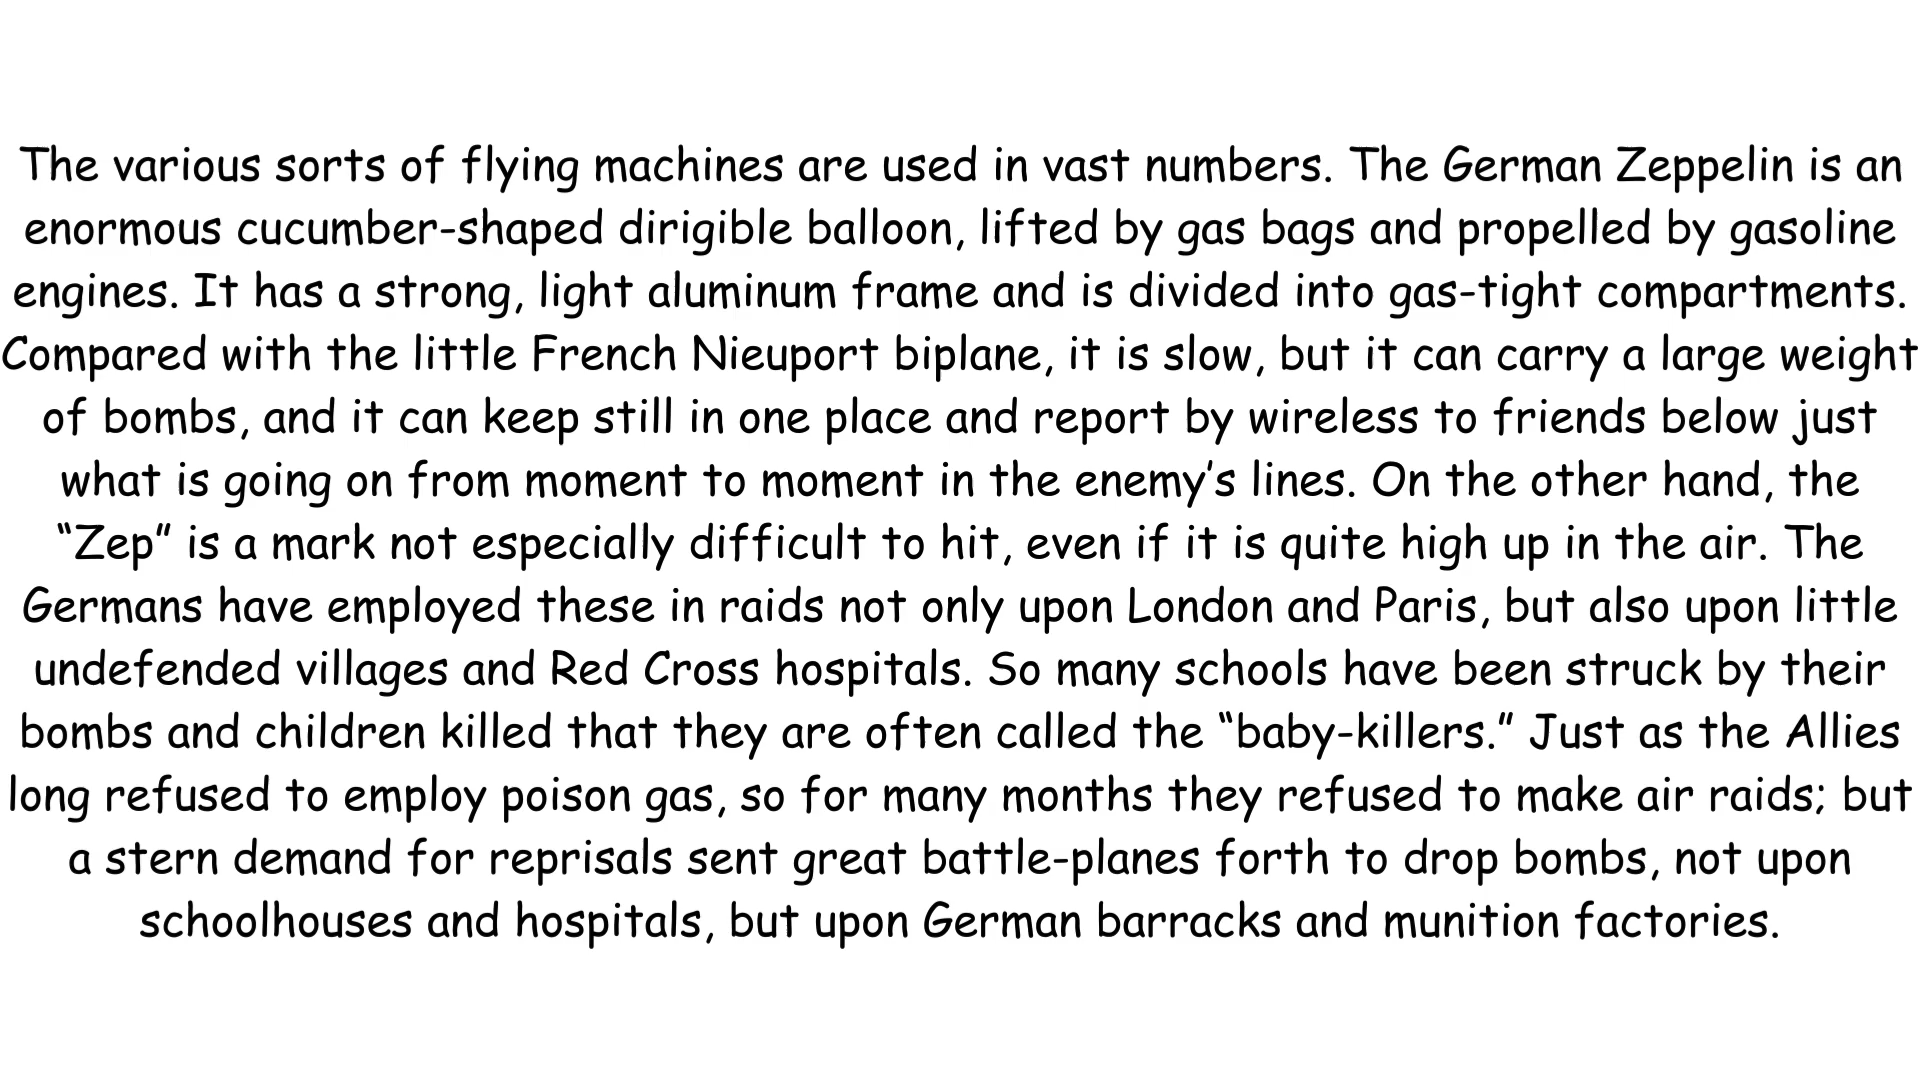 The various sorts of flying machines are used in vast numbers. The German Zeppelin is an
enormous cucumber-shaped dirigible balloon, lifted by gas bags and propelled by gasoline
engines. It has a strong, light aluminum frame and is divided into gas-tight compartments.
Compared with the little French Nieuport biplane, it is slow, but it can carry a large weight
of bombs, and it can keep still in one place and report by wireless to friends below just
what is going on from moment to moment in the enemy’s lines. On the other hand, the
“Zep” is a mark not especially difficult to hit, even if it is quite high up in the air. The
Germans have employed these in raids not only upon London and Paris, but also upon little
undefended villages and Red Cross hospitals. So many schools have been struck by their
bombs and children killed that they are often called the “baby-killers.” Just as the Allies
long refused to employ poison gas, so for many months they refused to make air raids; but
a stern demand for reprisals sent great battle-planes forth to drop bombs, not upon
schoolhouses and hospitals, but upon German barracks and munition factories.